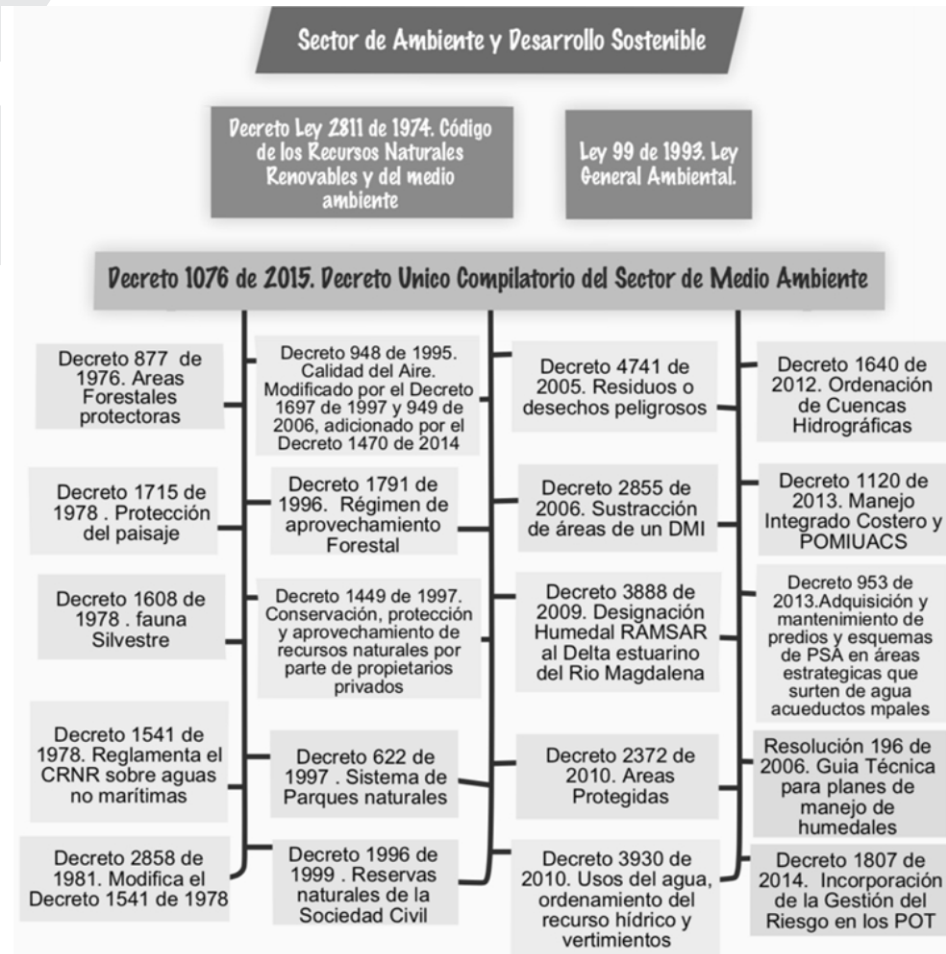 Sector de Ambiente y Desarrollo Sostenible
Decreto Ley 2811 de 1974. Código
de los Recursos Naturales
Renovables y del medio
ambiente
Ley 99 de 1993. Ley
General Ambiental.
Decreto 1076 de 2015. Decreto Unico Compilatorio del Sector de Medio Ambiente
Decreto 877 de
1976. Areas
Forestales
protectoras
Decreto 1715 de
1978 . Protección
del paisaje
Decreto 1608 de
1978 . fauna
Silvestre
Decreto 1541 de
1978. Reglamenta el
CRNR sobre aguas
no marítimas
Decreto 2858 de
1981. Modifica el
Decreto 1541 de 1978
Decreto 948 de 1995.
Calidad del Aire.
Modificado por el Decreto
1697 de 1997 y 949 de
2006, adicionado por el
Decreto 1470 de 2014
Decreto 1791 de
1996. Régimen de
aprovechamiento
Forestal
Decreto 1449 de 1997.
Conservación, protección
y aprovechamiento de
recursos naturales por
parte de propietarios
privados
Decreto 622 de
1997 . Sistema de
Parques naturales
Decreto 1996 de
1999 . Reservas
naturales de la
Sociedad Civil
Decreto 4741 de
2005. Residuos o
desechos peligrosos
Decreto 2855 de
2006. Sustracción
de áreas de un DMI
Decreto 3888 de
2009. Designación
Humedal RAMSAR
al Delta estuarino
del Rio Magdalena
Decreto 2372 de
2010. Areas
Protegidas
Decreto 3930 de
2010. Usos del agua,
ordenamiento del
recurso hídrico y
vertimientos
Decreto 1640 de
2012. Ordenación
de Cuencas
Hidrográficas
Decreto 1120 de
2013. Manejo
Integrado Costero y
POMIUACS
Decreto 953 de
2013.Adquisición y
mantenimiento de
predios y esquemas
de PSA en áreas
estrategicas que
surten de agua
acueductos mpales
Resolución 196 de
2006. Guia Técnica
para planes de
manejo de
humedales
Decreto 1807 de
2014. Incorporación
de la Gestión del
Riesgo en los POT